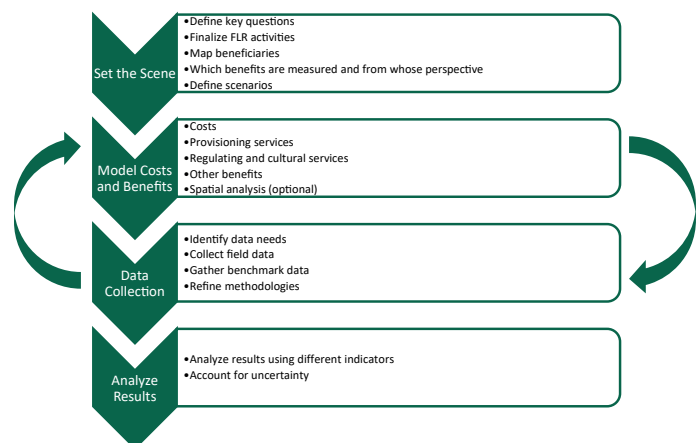 Set the Scene
•Define key questions
•Finalize FLR activities
•Map beneficiaries
•Which benefits are measured and from whose perspective
•Define scenarios
Model Costs
and Benefits
•Costs
•Provisioning services
•Regulating and cultural services
•Other benefits
•Spatial analysis (optional)
Data
Collection
•Identify data needs
•Collect field data
•Gather benchmark data
•Refine methodologies
Analyze
Results
•Analyze results using different indicators
•Account for uncertainty